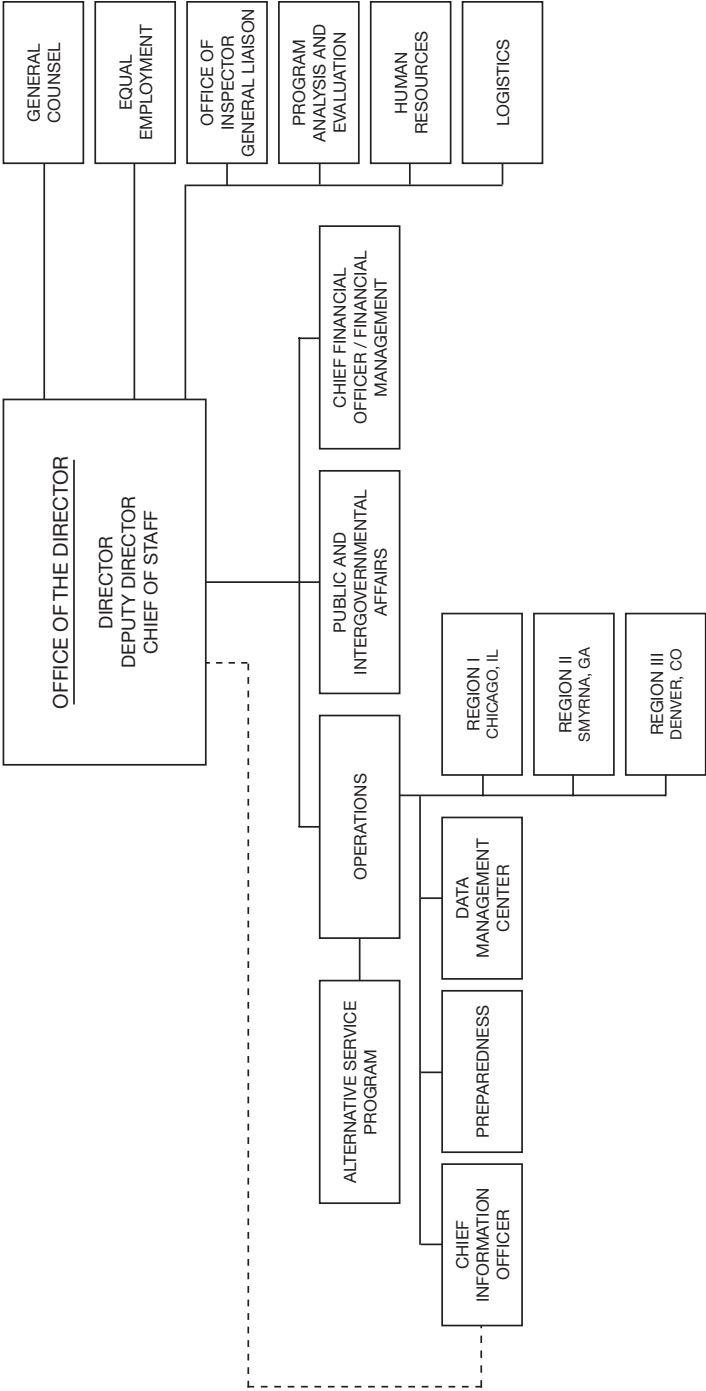 OFFICE OF THE DIRECTOR
DIRECTOR
DEPUTY DIRECTOR
CHIEF OF STAFF
GENERAL
COUNSEL
EQUAL
EMPLOYMENT
OFFICE OF
INSPECTOR
GENERAL LIAISON
PROGRAM
ANALYSIS AND
EVALUATION
HUMAN
RESOURCES
LOGISTICS
ALTERNATIVE SERVICE
PROGRAM
OPERATIONS
PUBLIC AND
INTERGOVERNMENTAL
AFFAIRS
CHIEF FINANCIAL
OFFICER / FINANCIAL
MANAGEMENT
CHIEF
INFORMATION
OFFICER
PREPAREDNESS
DATA
MANAGEMENT
CENTER
REGION I
CHICAGO, IL
REGION II
SMYRNA, GA
REGION III
DENVER, CO